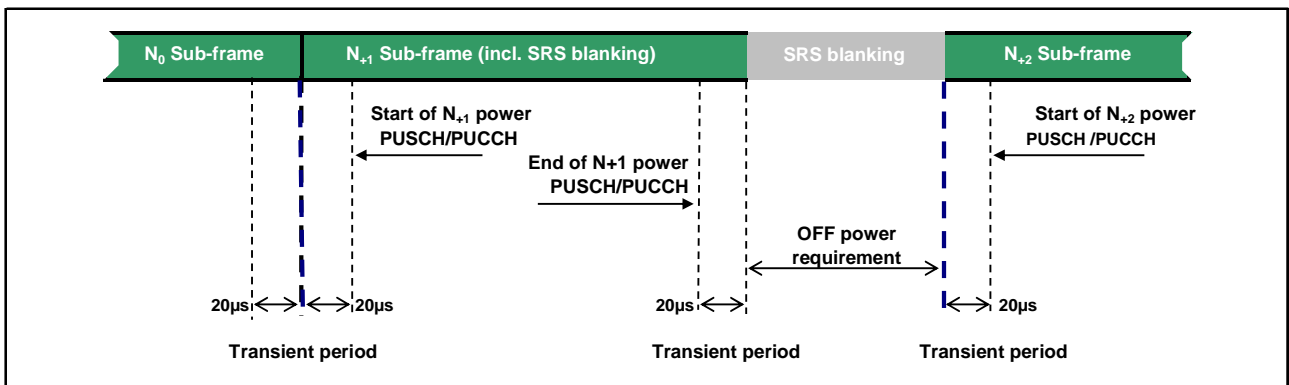 N₀ Sub-frame
N₊₁ Sub-frame (incl. SRS blanking)
SRS blanking
N₊₂ Sub-frame
Start of N₊₁ power
PUSCH/PUCCH
End of N+1 power
PUSCH/PUCCH
Start of N₊₂ power
PUSCH /PUCCH
OFF power
requirement
20µs
20µs
20µs
20µs
Transient period
Transient period
Transient period